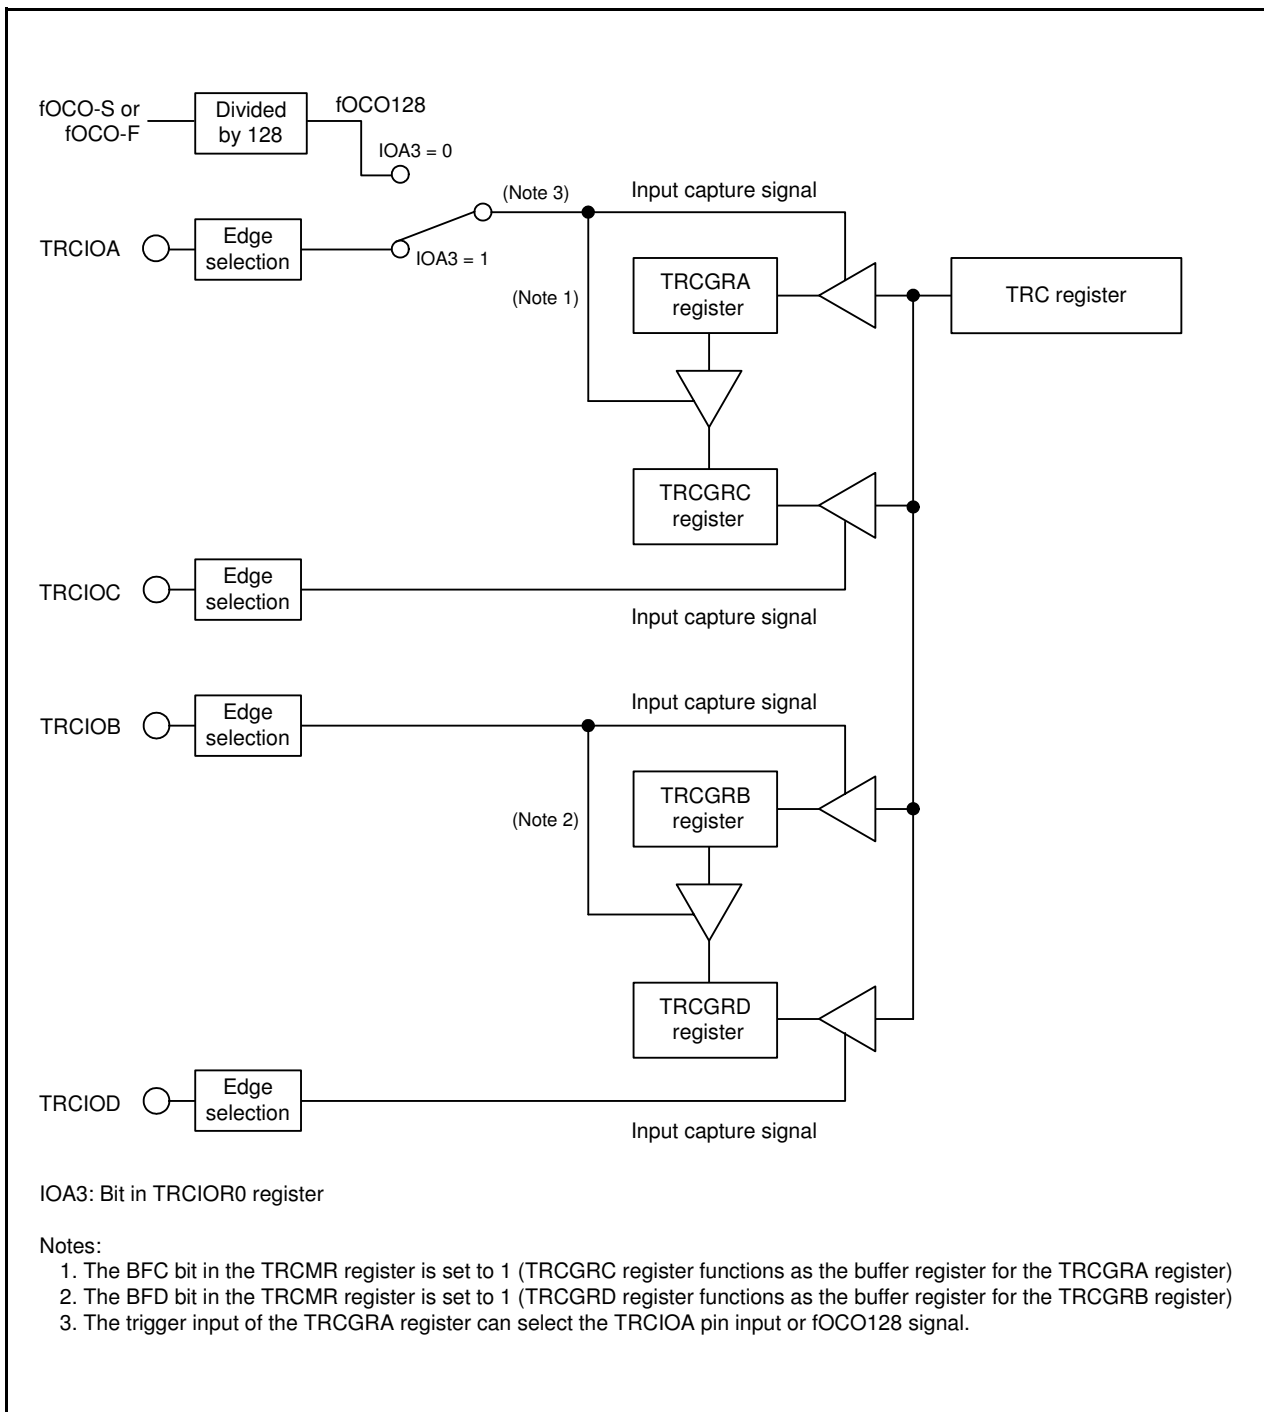 fOCO-S or
fOCO-F
Divided
by 128
fOCO128
IOA3 = 0
(Note 3)
Input capture signal
TRCIOA
Edge
selection
IOA3 = 1
(Note 1)
TRCGRA
register
TRC register
TRCGRC
register
TRCIOC
Edge
selection
Input capture signal
TRCIOB
Edge
selection
Input capture signal
(Note 2)
TRCGRB
register
TRCGRD
register
TRCIOD
Edge
selection
Input capture signal
IOA3: Bit in TRCIOR0 register
Notes:
1. The BFC bit in the TRCMR register is set to 1 (TRCGRC register functions as the buffer register for the TRCGRA register)
2. The BFD bit in the TRCMR register is set to 1 (TRCGRD register functions as the buffer register for the TRCGRB register)
3. The trigger input of the TRCGRA register can select the TRCIOA pin input or fOCO128 signal.